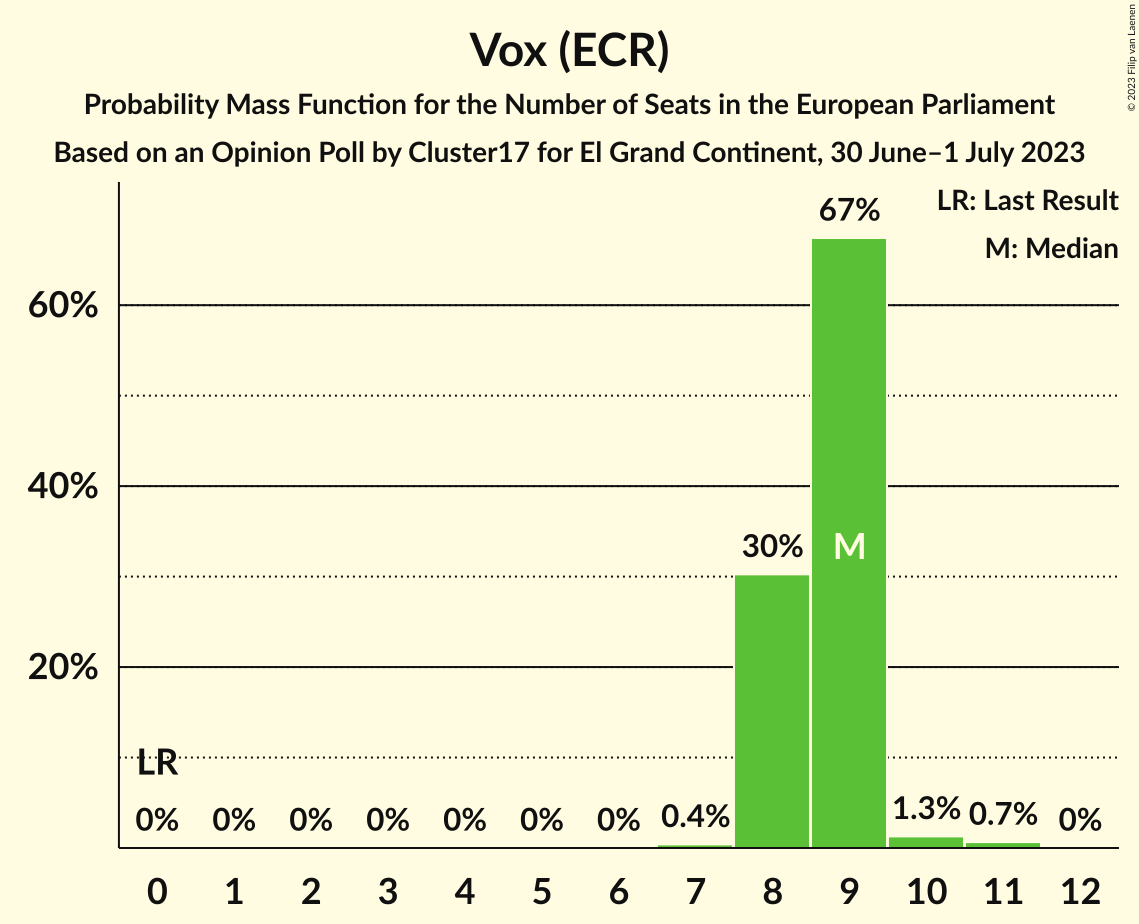 Vox (ECR)
Probability Mass Function for the Number of Seats in the European Parliament
Based on an Opinion Poll by Cluster17 for El Grand Continent, 30 June–1 July 2023
© 2023 Filip van Laenen
LR: Last Result
M: Median
67%
60%
40%
30%
M
20%
LR
0% 0% 0% 0% 0% 0% 0% 0.4% 1.3% 0.7% 0%
0 1 2 3 4 5 6 7 8 9 10 11 12